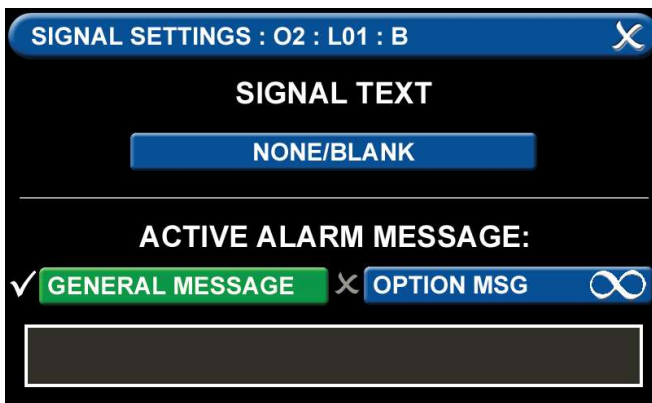 SIGNAL SETTINGS : O2 : L01 : B
SIGNAL TEXT
NONE/BLANK
ACTIVE ALARM MESSAGE:
GENERAL MESSAGE OPTION MSG